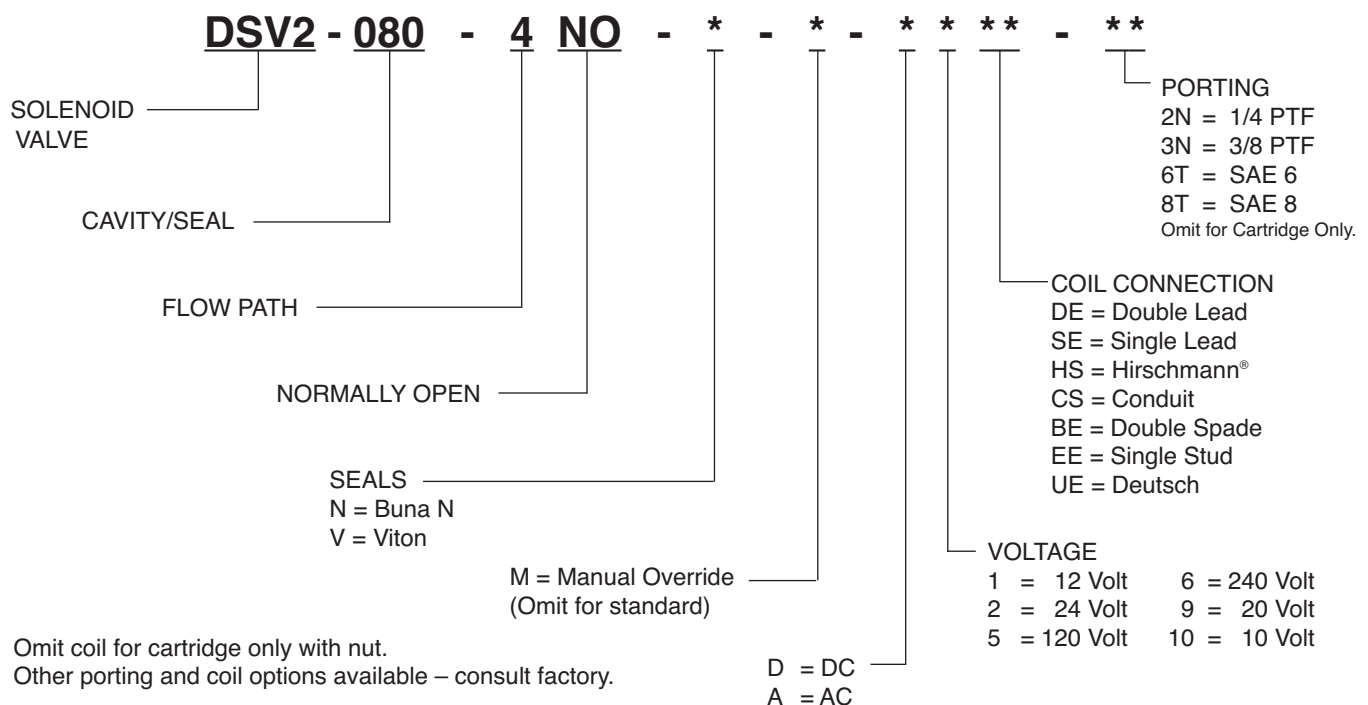 DSV2 - 080 - 4 NO - * - * - * * ** - **
SOLENOID
VALVE
CAVITY/SEAL
FLOW PATH
NORMALLY OPEN
SEALS
N = Buna N
V = Viton
M = Manual Override
(Omit for standard)
D = DC
A = AC
VOLTAGE
1 = 12 Volt 6 = 240 Volt
2 = 24 Volt 9 = 20 Volt
5 = 120 Volt 10 = 10 Volt
COIL CONNECTION
DE = Double Lead
SE = Single Lead
HS = Hirschmann®
CS = Conduit
BE = Double Spade
EE = Single Stud
UE = Deutsch
PORTING
2N = 1/4 PTF
3N = 3/8 PTF
6T = SAE 6
8T = SAE 8
Omit for Cartridge Only.
Omit coil for cartridge only with nut.
Other porting and coil options available – consult factory.